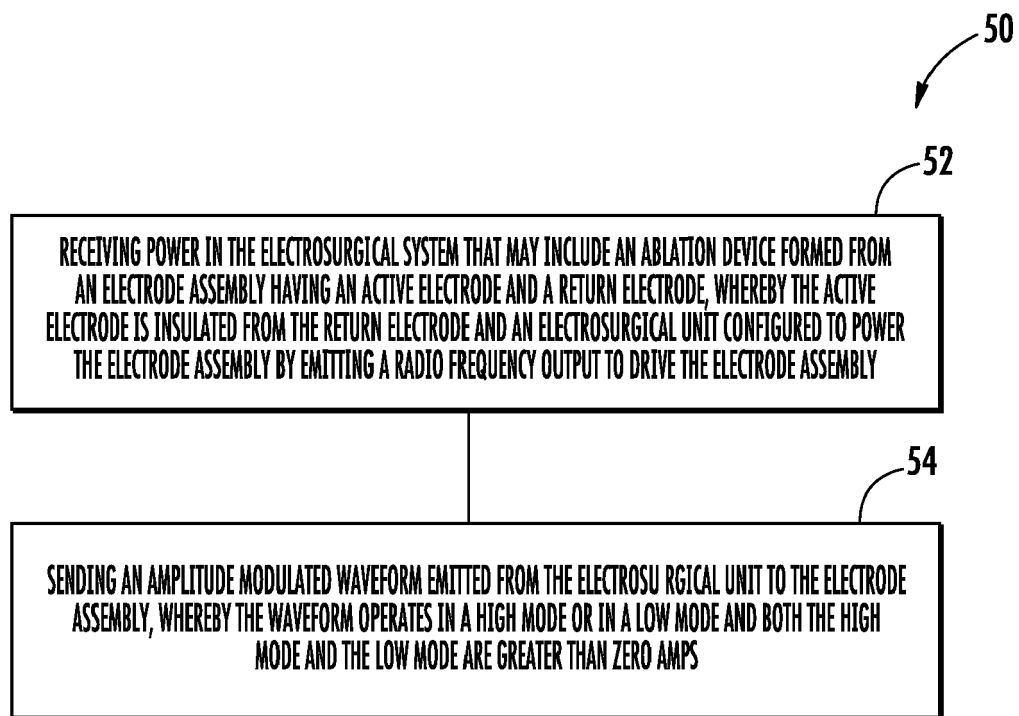 50
52
RECEIVING POWER IN THE ELECTROSURGICAL SYSTEM THAT MAY INCLUDE AN ABLATION DEVICE FORMED FROM
AN ELECTRODE ASSEMBLY HAVING AN ACTIVE ELECTRODE AND A RETURN ELECTRODE, WHEREBY THE ACTIVE
ELECTRODE IS INSULATED FROM THE RETURN ELECTRODE AND AN ELECTROSURGICAL UNIT CONFIGURED TO POWER
THE ELECTRODE ASSEMBLY BY EMITTING A RADIO FREQUENCY OUTPUT TO DRIVE THE ELECTRODE ASSEMBLY
54
SENDING AN AMPLITUDE MODULATED WAVEFORM EMITTED FROM THE ELECTROSU RGICAL UNIT TO THE ELECTRODE
ASSEMBLY, WHEREBY THE WAVEFORM OPERATES IN A HIGH MODE OR IN A LOW MODE AND BOTH THE HIGH
MODE AND THE LOW MODE ARE GREATER THAN ZERO AMPS